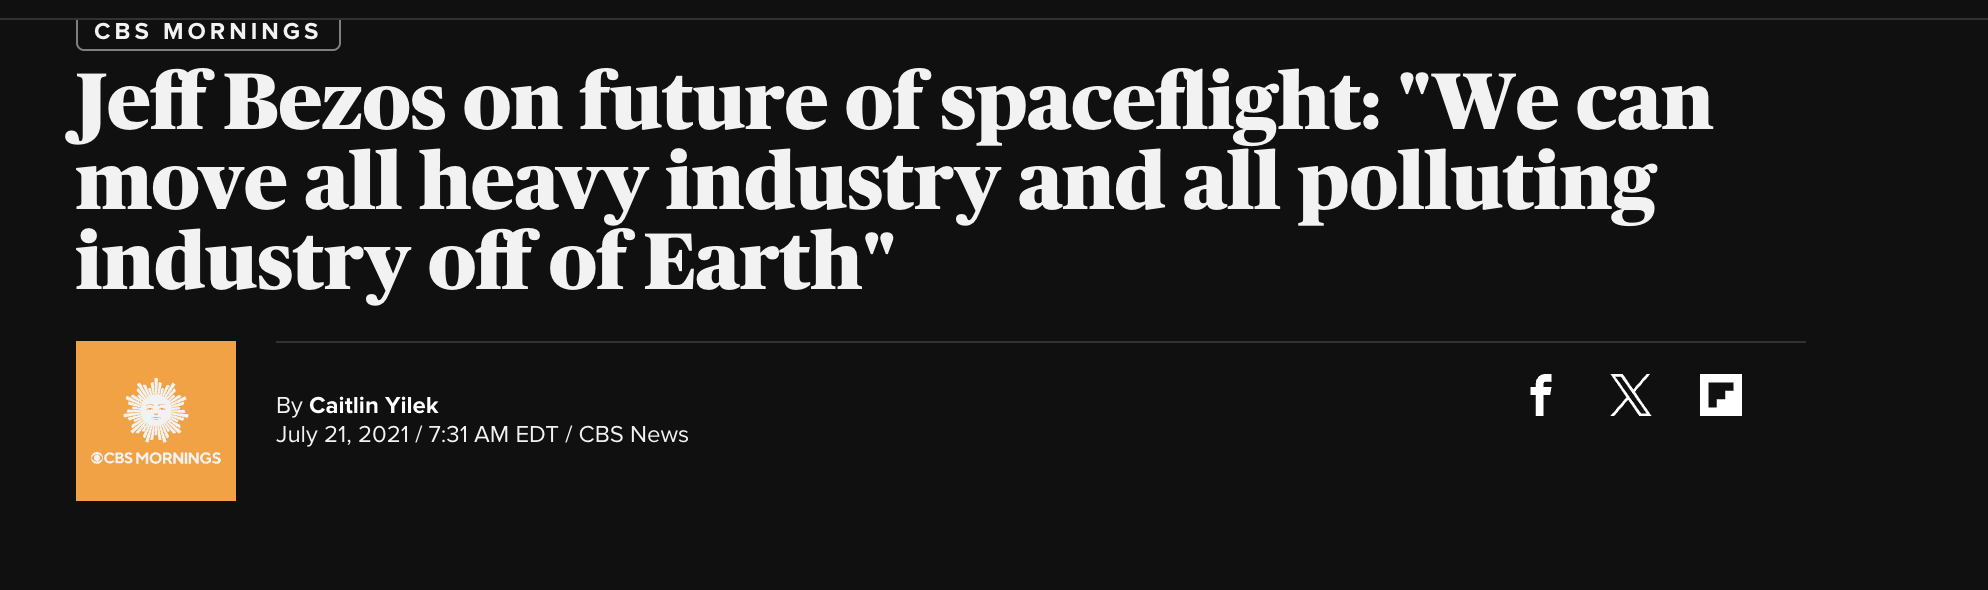 CBS MORNINGS
Jeff Bezos on future of spaceflight: "We can
move all heavy industry and all polluting
industry off of Earth"
CBS MORNINGS
By Caitlin Yilek
July 21, 2021 / 7:31 AM EDT / CBS News